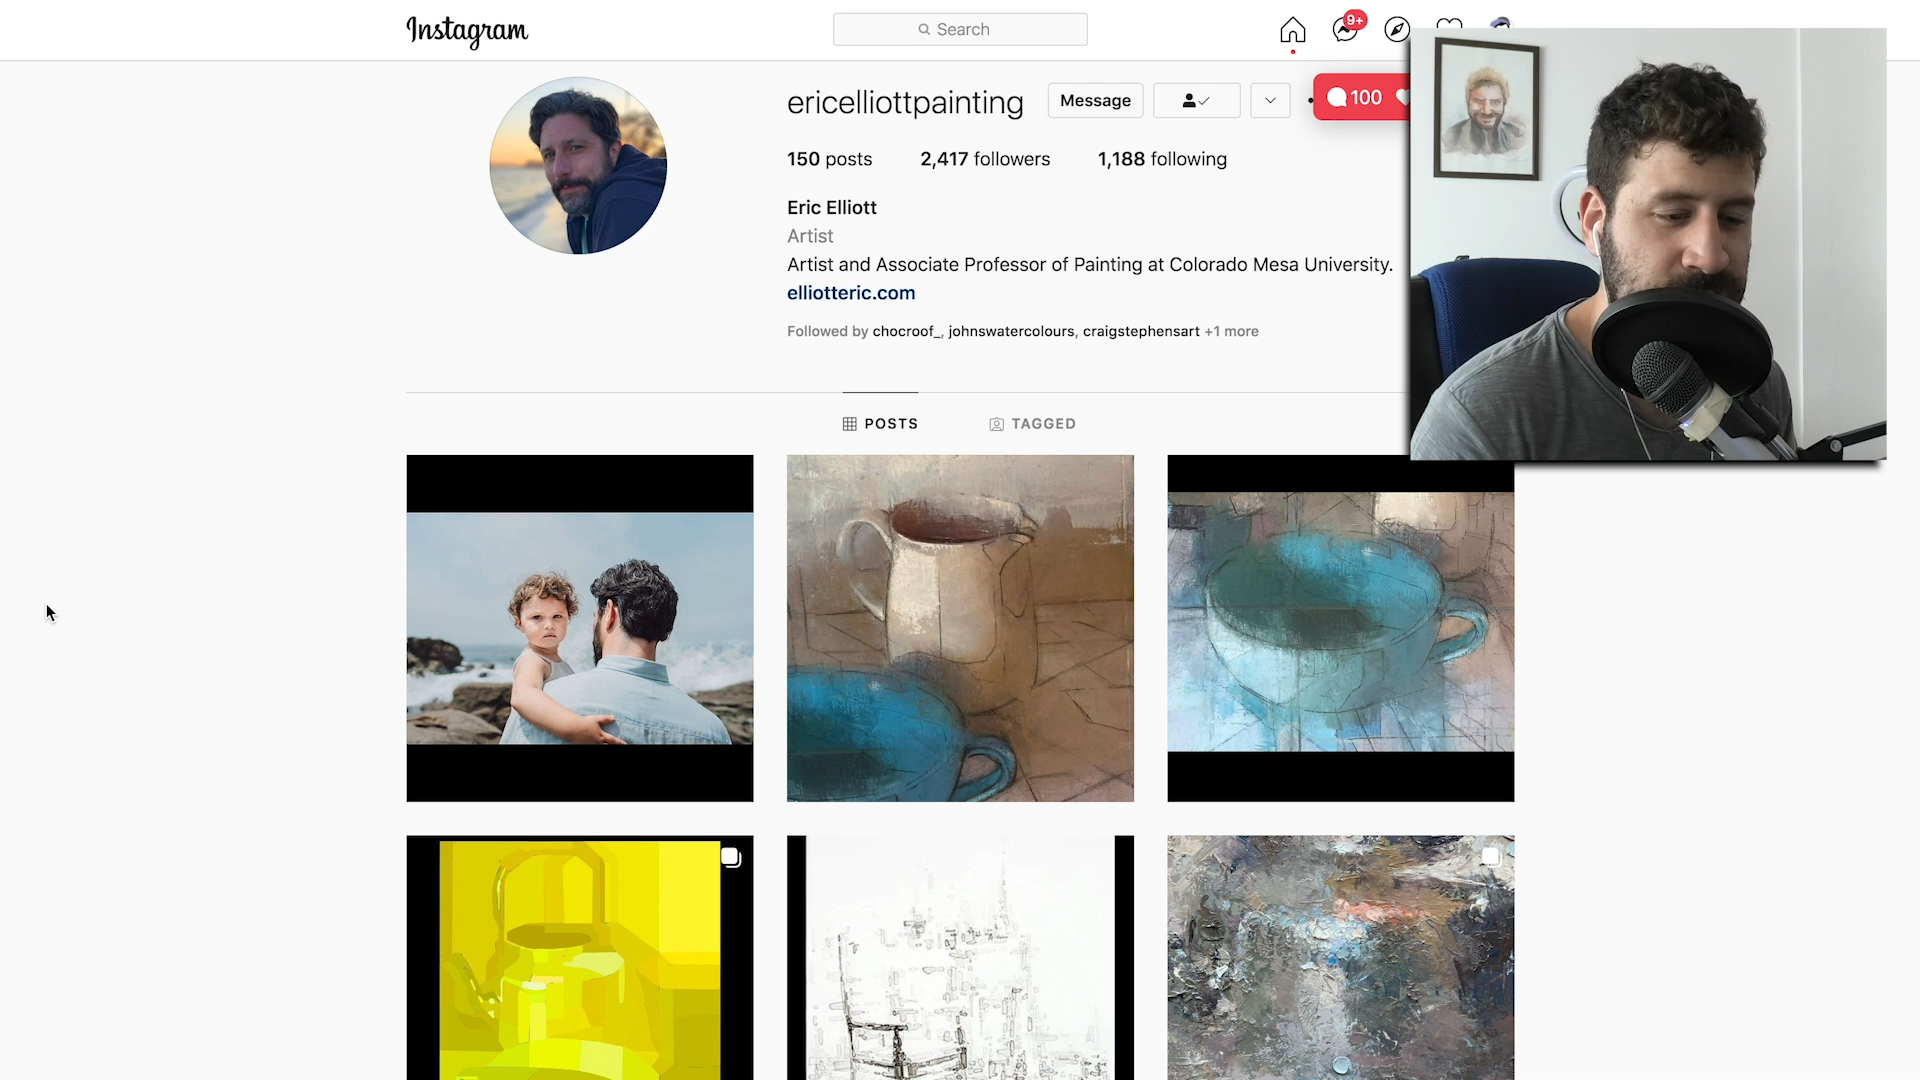 Instagram
Search
9+
ericelliottpainting
Message
100
150 posts
2,417 followers
1,188 following
Eric Elliott
Artist
Artist and Associate Professor of Painting at Colorado Mesa University.
elliotteric.com
Followed by chocroof_, johnswatercolours, craigstephensart +1 more
POSTS
TAGGED